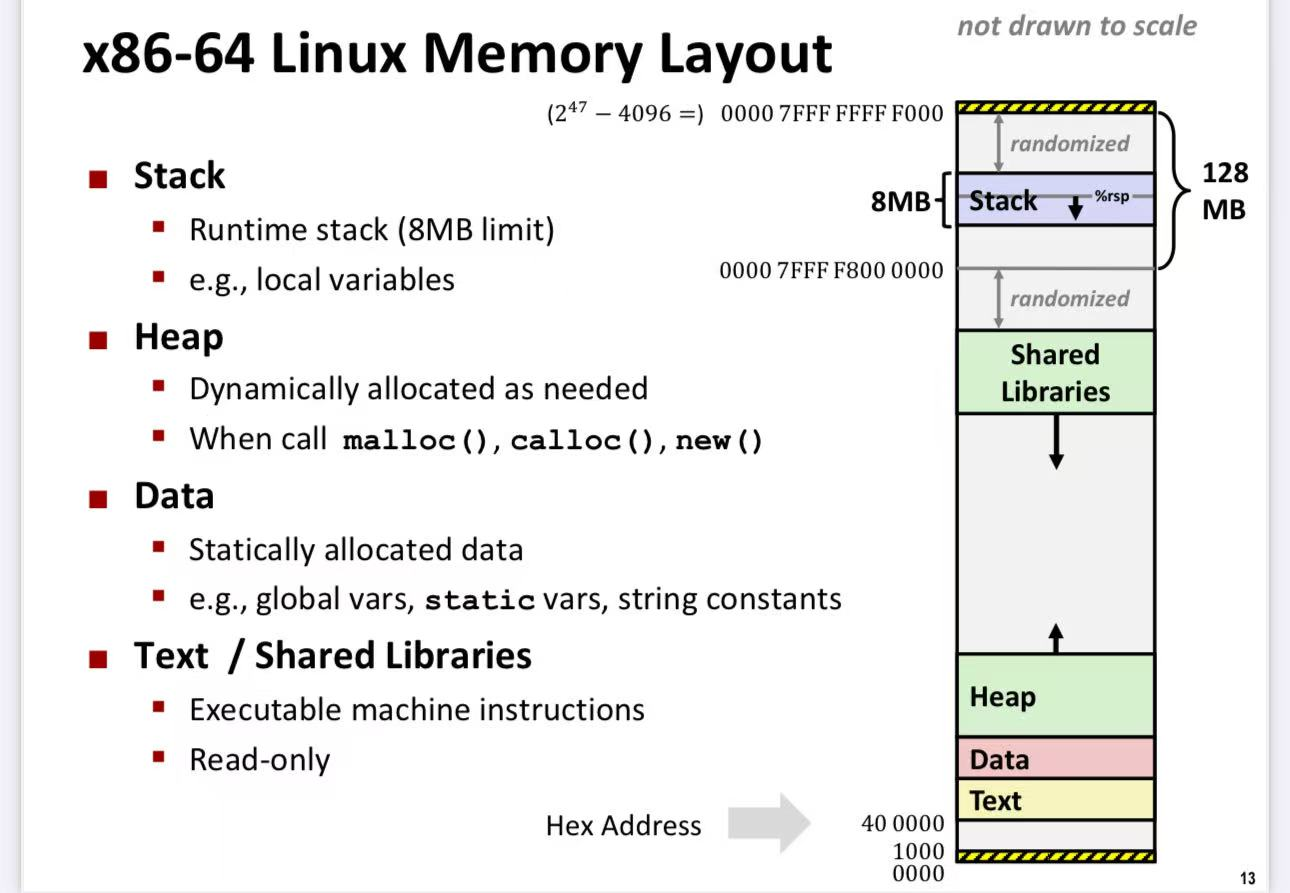 not drawn to scale
x86-64 Linux Memory Layout
(2⁴⁷ − 4096 =) 0000 7FFF FFFF F000
randomized
128
MB
■ Stack
8MB
Stack
%rsp
▪ Runtime stack (8MB limit)
▪ e.g., local variables
0000 7FFF F800 0000
randomized
■ Heap
▪ Dynamically allocated as needed
▪ When call malloc(), calloc(), new()
Shared
Libraries
■ Data
▪ Statically allocated data
▪ e.g., global vars, static vars, string constants
■ Text / Shared Libraries
▪ Executable machine instructions
▪ Read-only
Heap
Data
Text
Hex Address
40 0000
1000
0000
13